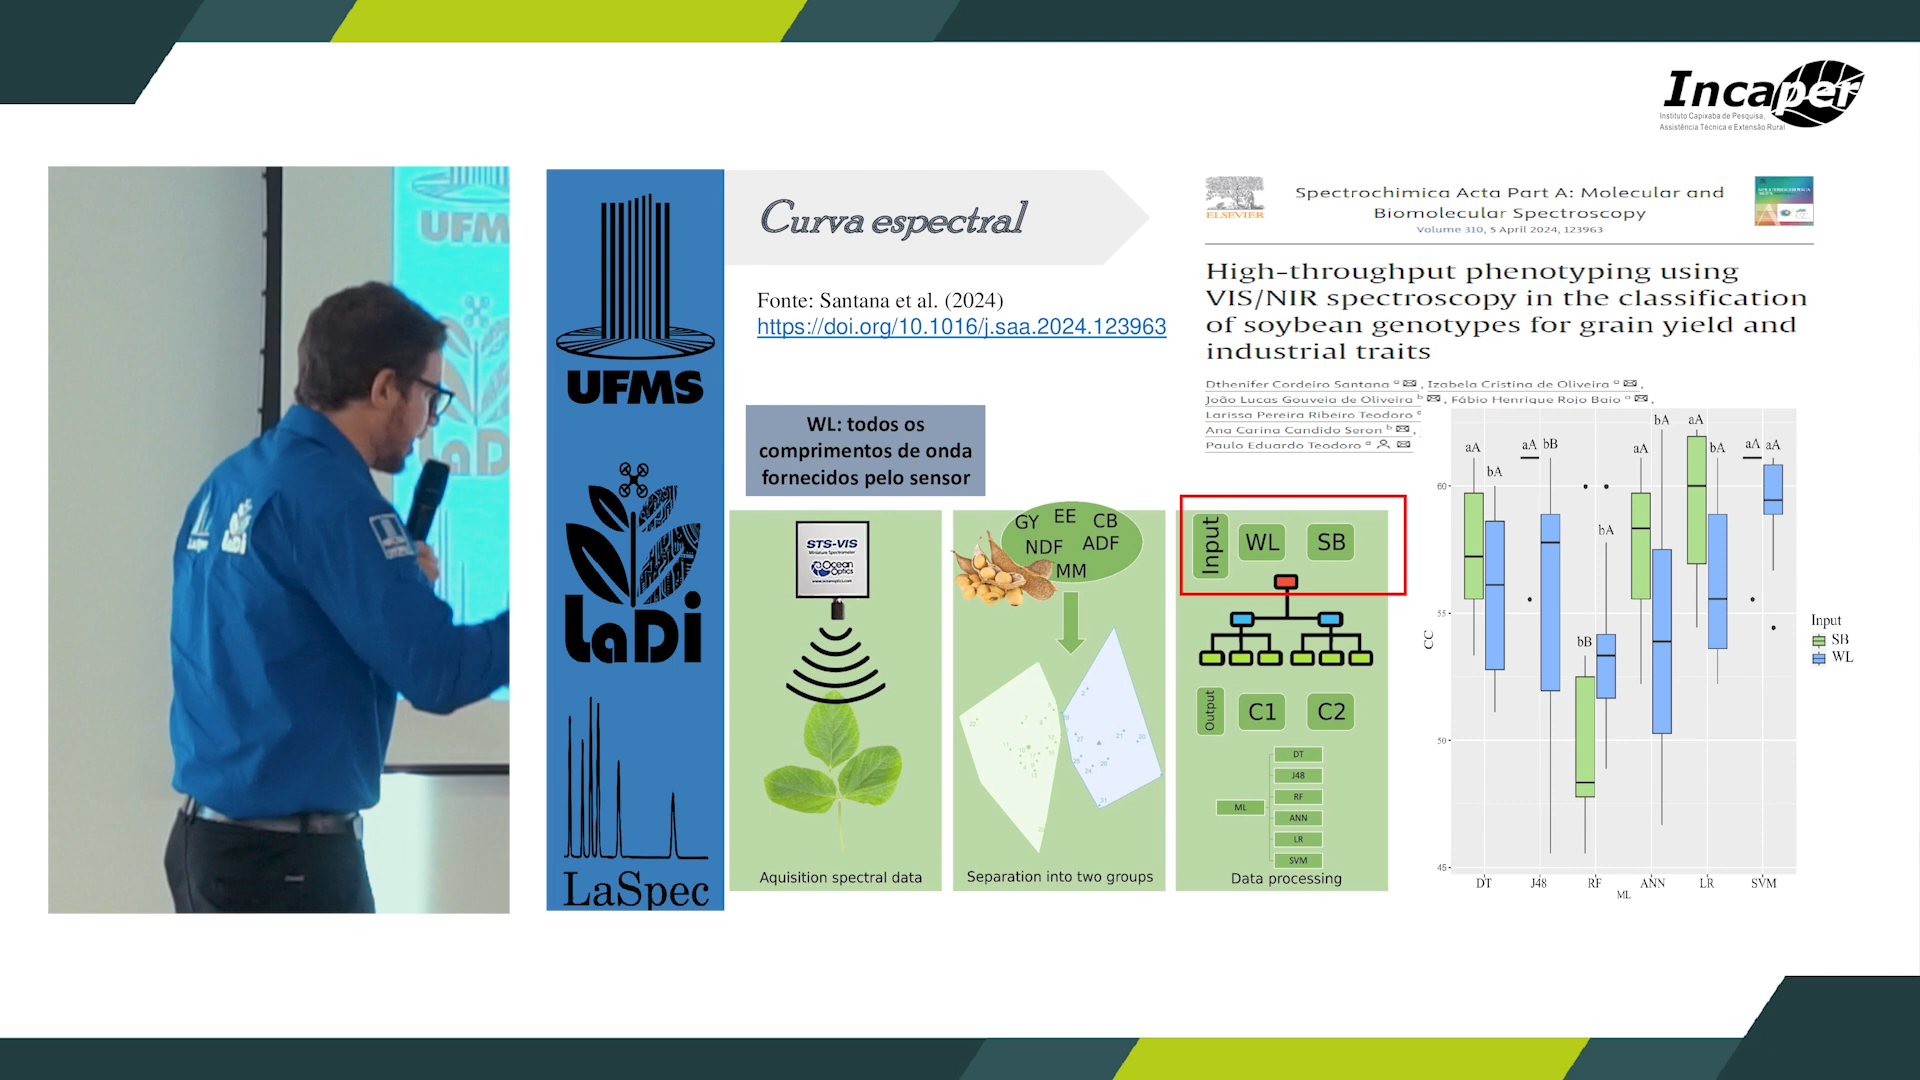 Incaper
Instituto Capixaba de Pesquisa,
Assistência Técnica e Extensão Rural
UFM
LaD
LaSpec
LaDi
UFMS
LaDi
LaSpec
Curva espectral
Fonte: Santana et al. (2024)
https://doi.org/10.1016/j.saa.2024.123963
ELSEVIER
Spectrochimica Acta Part A: Molecular and
Biomolecular Spectroscopy
Volume 310, 5 April 2024, 123963
High-throughput phenotyping using
VIS/NIR spectroscopy in the classification
of soybean genotypes for grain yield and
industrial traits
Dthenifer Cordeiro Santana a, Izabela Cristina de Oliveira a,
João Lucas Gouveia de Oliveira b, Fábio Henrique Rojo Baio a,
Larissa Pereira Ribeiro Teodoro
Ana Carina Candido Seron b,
Paulo Eduardo Teodoro a
WL: todos os
comprimentos de onda
fornecidos pelo sensor
STS-VIS
Miniature Spectrometer
Ocean
Optics
www.oceanoptics.com
Aquisition spectral data
GY EE CB
NDF ADF
MM
Separation into two groups
Input WL SB
Output C1 C2
ML
DT
J48
RF
ANN
LR
SVM
Data processing
aA bA aA bB bB bA aA bA aA bA aA aA
CC
60
55
50
45
DT J48 RF ANN LR SVM
ML
Input
SB
WL